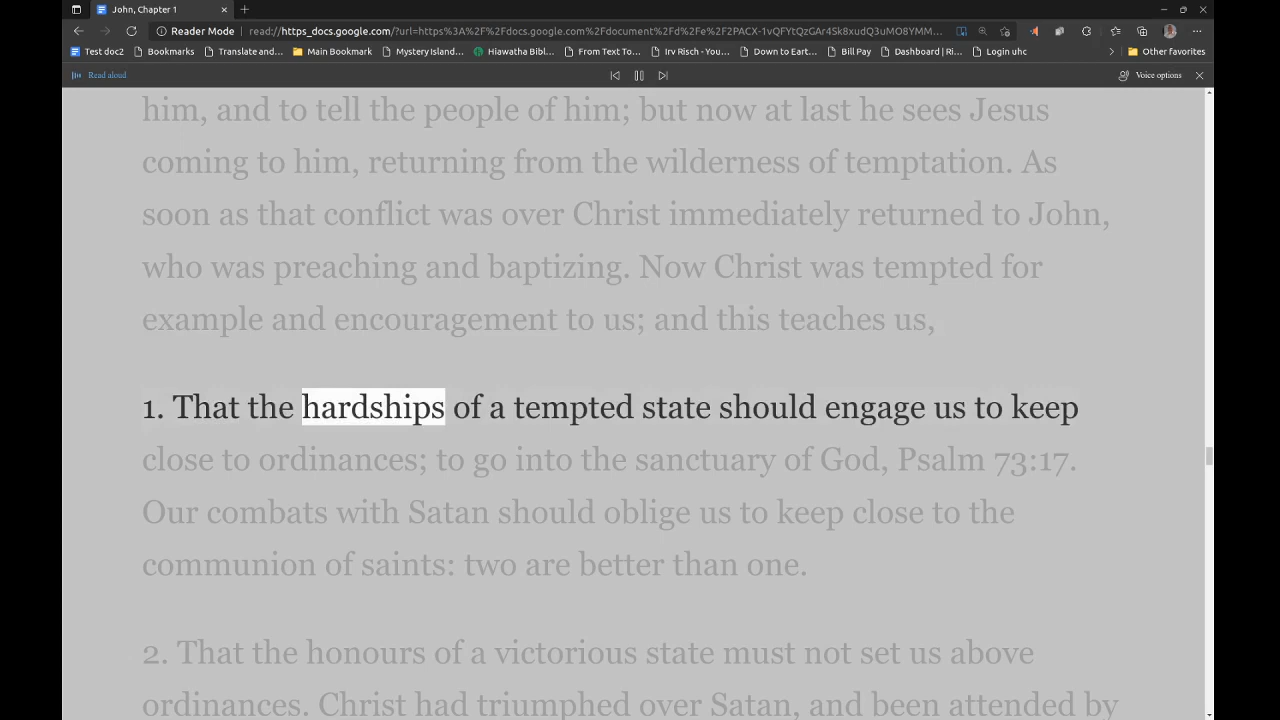 John, Chapter 1
Reader Mode
read://https_docs.google.com/?url=https%3A%2F%2Fdocs.google.com%2Fdocument%2Fd%2Fe%2F2PACX-1vQFYtQzGAr4Sk8xudQ3uMO8YMM...
Test doc2
Bookmarks
Translate and...
Main Bookmark
Mystery Island...
Hiawatha Bibl...
From Text To...
Irv Risch - You...
Down to Eart...
Bill Pay
Dashboard | Ri...
Login uhc
Other favorites
Read aloud
Voice options
him, and to tell the people of him; but now at last he sees Jesus
coming to him, returning from the wilderness of temptation. As
soon as that conflict was over Christ immediately returned to John,
who was preaching and baptizing. Now Christ was tempted for
example and encouragement to us; and this teaches us,
1. That the hardships of a tempted state should engage us to keep
close to ordinances; to go into the sanctuary of God, Psalm 73:17.
Our combats with Satan should oblige us to keep close to the
communion of saints: two are better than one.
2. That the honours of a victorious state must not set us above
ordinances. Christ had triumphed over Satan, and been attended by